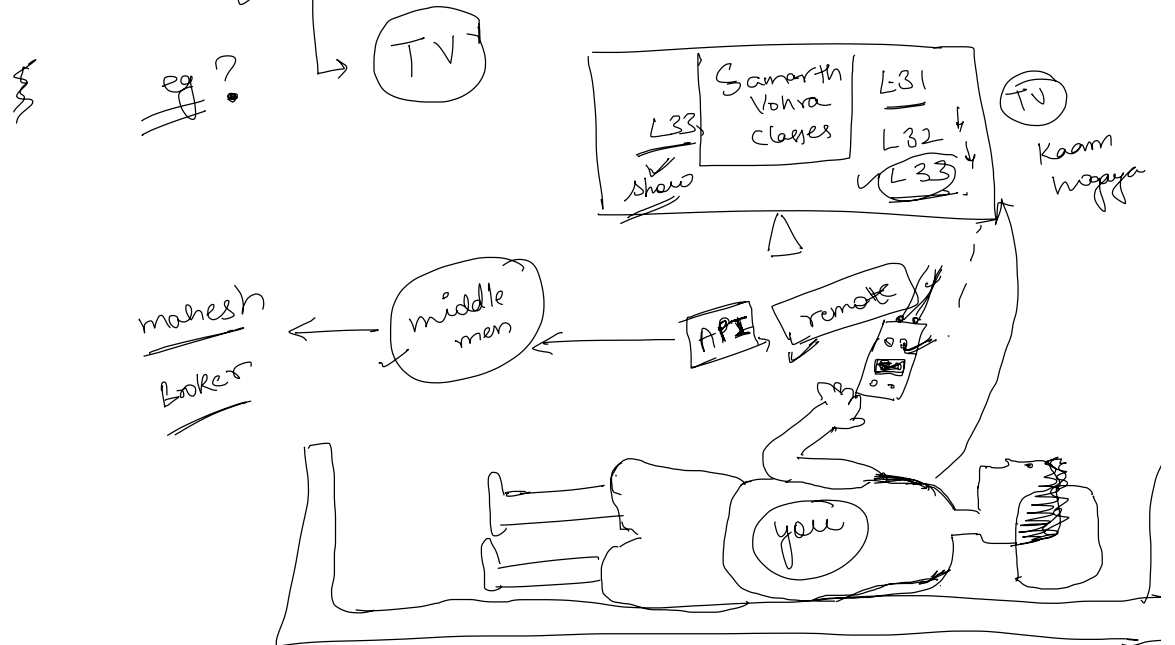 eg ?
TV
L33
show
Samarth
Vohra
Classes
L31
L32
L33
TV
Kaam
hogaya
mahesh
Broker
middle
men
API
remote
you